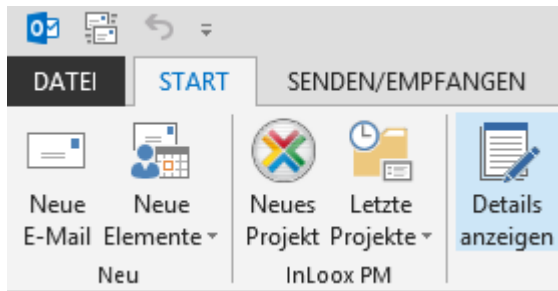 DATEI START SENDEN/EMPFANGEN
Neue Neue Neues Letzte Details
E-Mail Elemente Projekt Projekte anzeigen
Neu InLoox PM